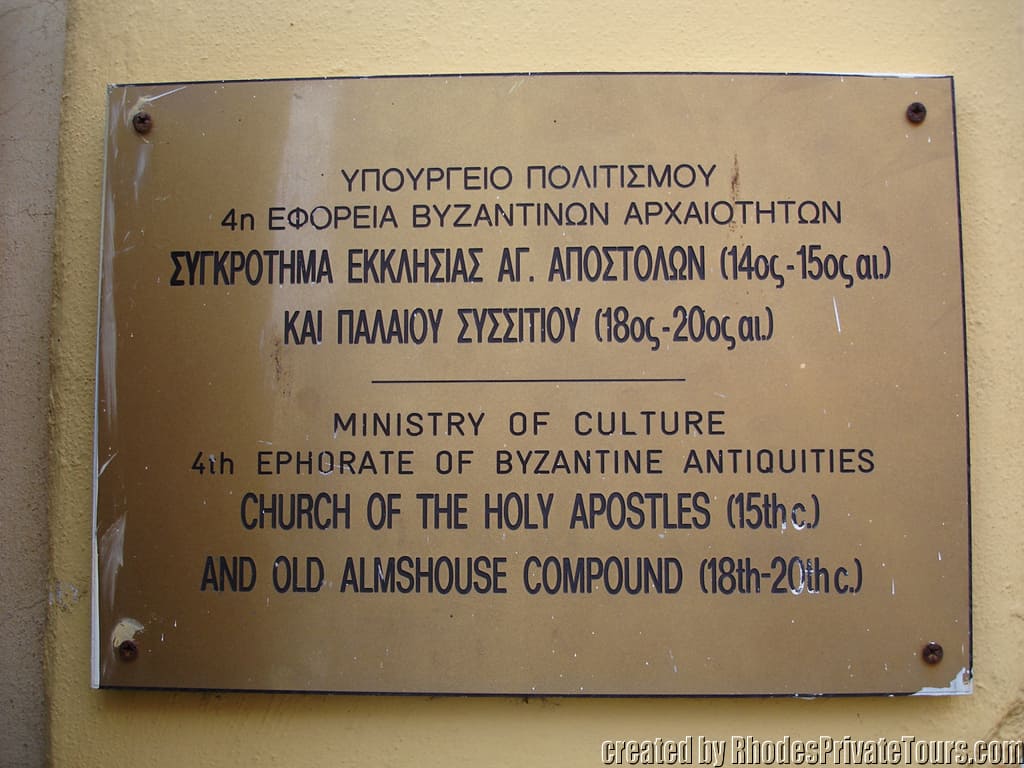 ΥΠΟΥΡΓΕΙΟ ΠΟΛΙΤΙΣΜΟΥ
4η ΕΦΟΡΕΙΑ ΒΥΖΑΝΤΙΝΩΝ ΑΡΧΑΙΟΤΗΤΩΝ
ΣΥΓΚΡΟΤΗΜΑ ΕΚΚΛΗΣΙΑΣ ΑΓ. ΑΠΟΣΤΟΛΩΝ (14ος-15ος αι.)
ΚΑΙ ΠΑΛΑΙΟΥ ΣΥΣΣΙΤΙΟΥ (18ος-20ος αι.)
MINISTRY OF CULTURE
4th EPHORATE OF BYZANTINE ANTIQUITIES
CHURCH OF THE HOLY APOSTLES (15th c.)
AND OLD ALMSHOUSE COMPOUND (18th-20th c.)
created by RhodesPrivateTours.com